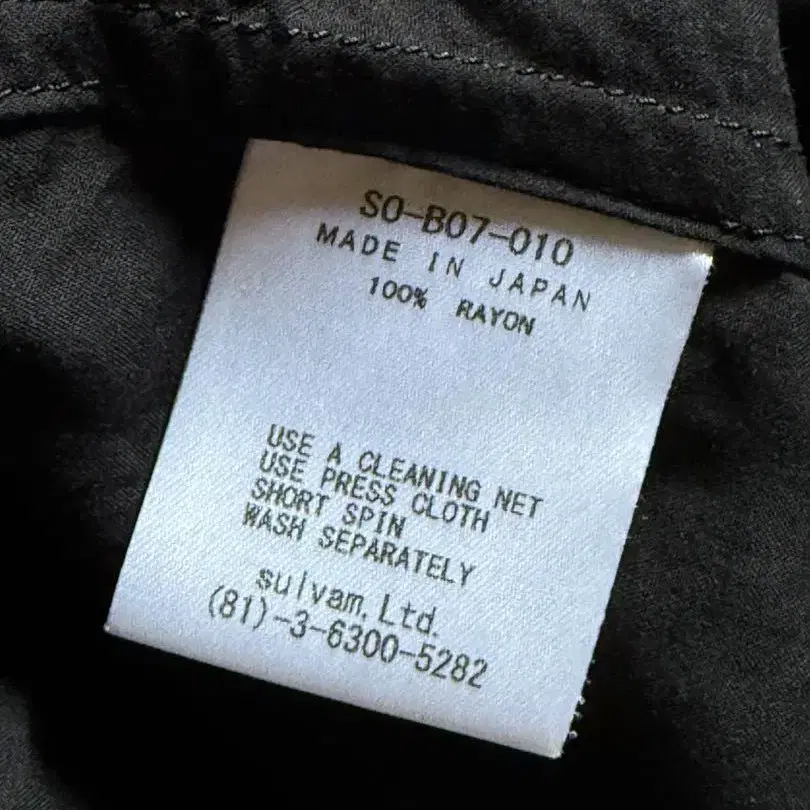 SO-B07-010
MADE IN JAPAN
100% RAYON
USE A CLEANING NET
USE PRESS CLOTH
SHORT SPIN
WASH SEPARATELY
sulvam.Ltd.
(81)-3-6300-5282